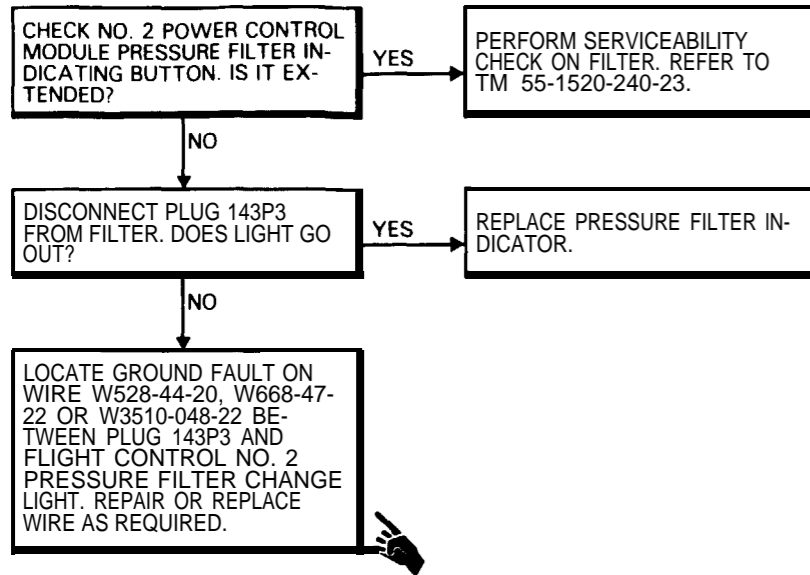 CHECK NO. 2 POWER CONTROL
MODULE PRESSURE FILTER IN-
DICATING BUTTON. IS IT EX-
TENDED?
YES
PERFORM SERVICEABILITY
CHECK ON FILTER. REFER TO
TM 55-1520-240-23.
NO
DISCONNECT PLUG 143P3
FROM FILTER. DOES LIGHT GO
OUT?
YES
REPLACE PRESSURE FILTER IN-
DICATOR.
NO
LOCATE GROUND FAULT ON
WIRE W528-44-20, W668-47-
22 OR W3510-048-22 BE-
TWEEN PLUG 143P3 AND
FLIGHT CONTROL NO. 2
PRESSURE FILTER CHANGE
LIGHT. REPAIR OR REPLACE
WIRE AS REQUIRED.